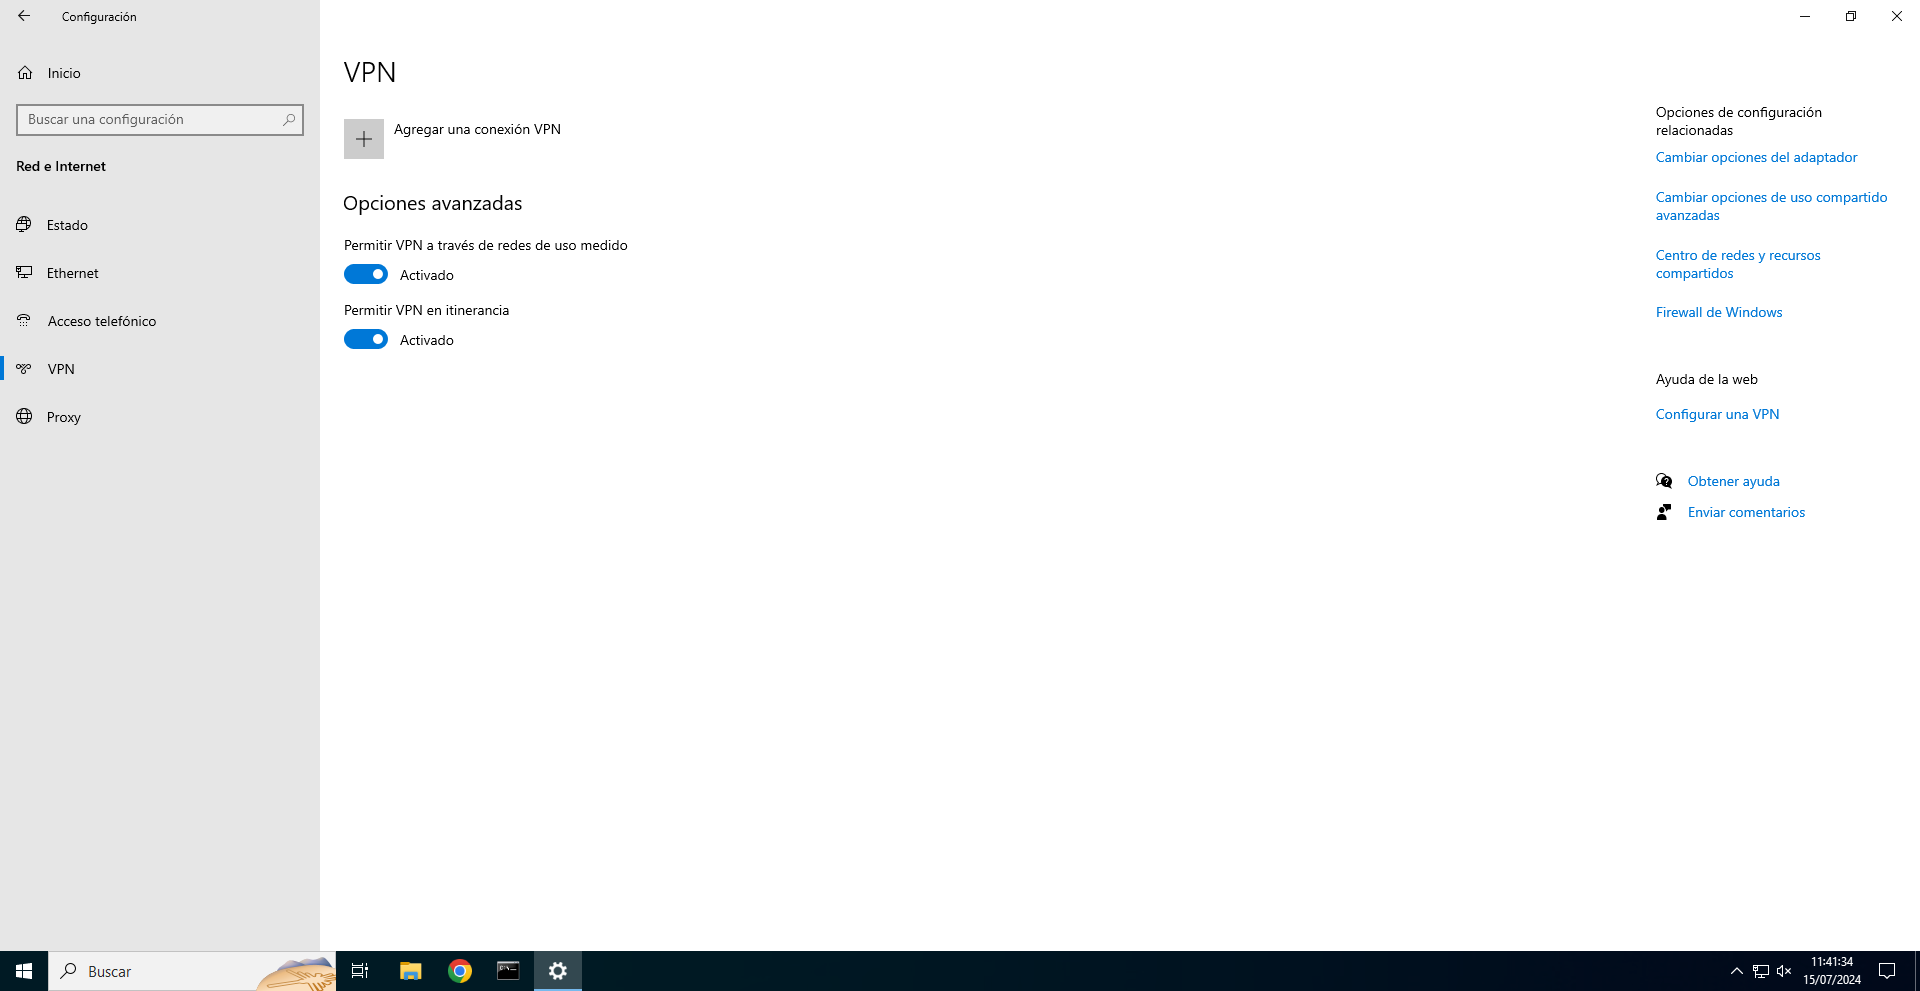 Configuración
Inicio
Buscar una configuración
Red e Internet
Estado
Ethernet
Acceso telefónico
VPN
Proxy
VPN
Agregar una conexión VPN
Opciones avanzadas
Permitir VPN a través de redes de uso medido
Activado
Permitir VPN en itinerancia
Activado
Opciones de configuración
relacionadas
Cambiar opciones del adaptador
Cambiar opciones de uso compartido
avanzadas
Centro de redes y recursos
compartidos
Firewall de Windows
Ayuda de la web
Configurar una VPN
Obtener ayuda
Enviar comentarios
Buscar
11:41:34
15/07/2024